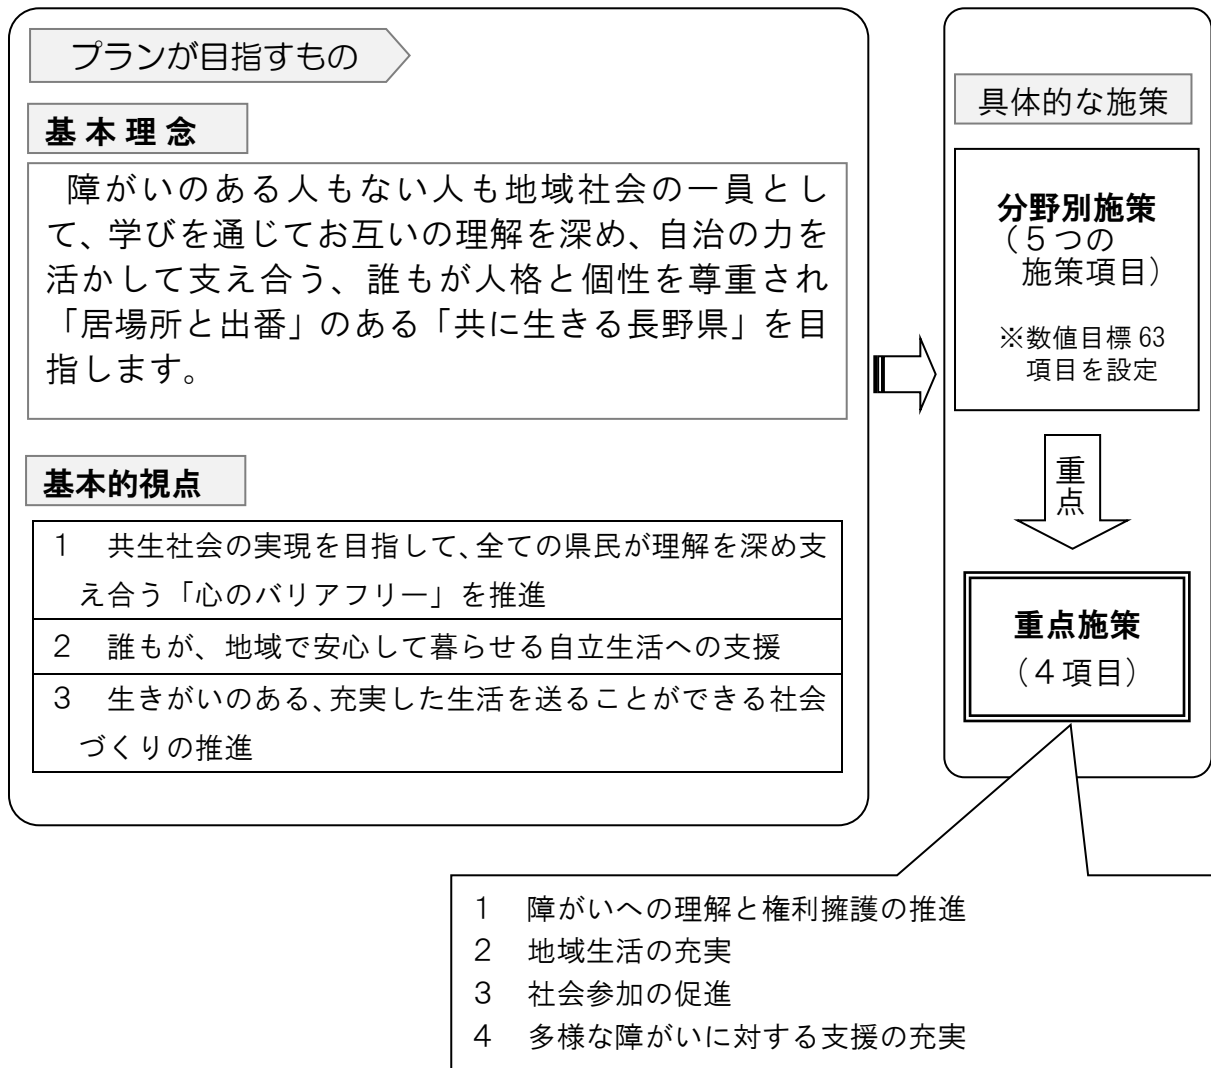 プランが目指すもの
基本理念
障がいのある人もない人も地域社会の一員とし
て、学びを通じてお互いの理解を深め、自治の力を
活かして支え合う、誰もが人格と個性を尊重され
「居場所と出番」のある「共に生きる長野県」を目
指します。
基本的視点
1 共生社会の実現を目指して、全ての県民が理解を深め支
え合う「心のバリアフリー」を推進
2 誰もが、地域で安心して暮らせる自立生活への支援
3 生きがいのある、充実した生活を送ることができる社会
づくりの推進
具体的な施策
分野別施策
(5つの
施策項目)
※数値目標 63
項目を設定
重
点
重点施策
(4項目)
1 障がいへの理解と権利擁護の推進
2 地域生活の充実
3 社会参加の促進
4 多様な障がいに対する支援の充実